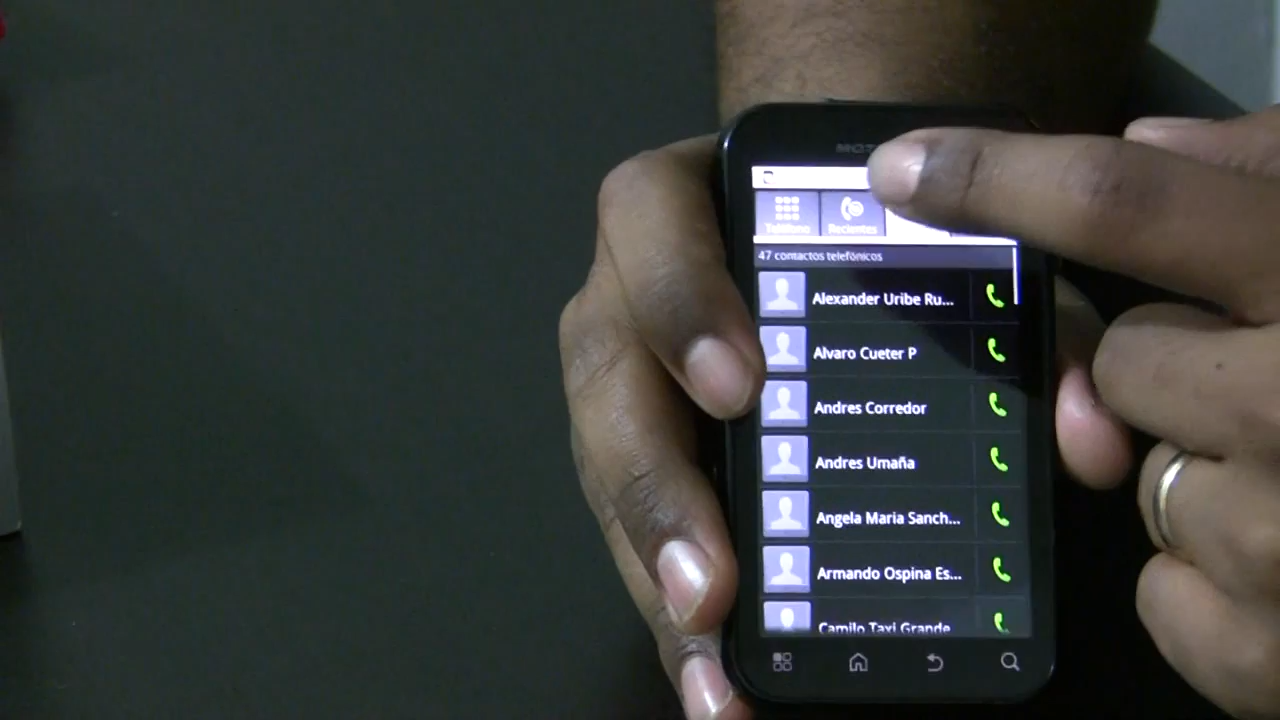 Teléfono Recientes
47 contactos telefónicos
Alexander Uribe Ru...
Alvaro Cueter P
Andres Corredor
Andres Umaña
Angela Maria Sanch...
Armando Ospina Es...
Camilo Taxi Grande